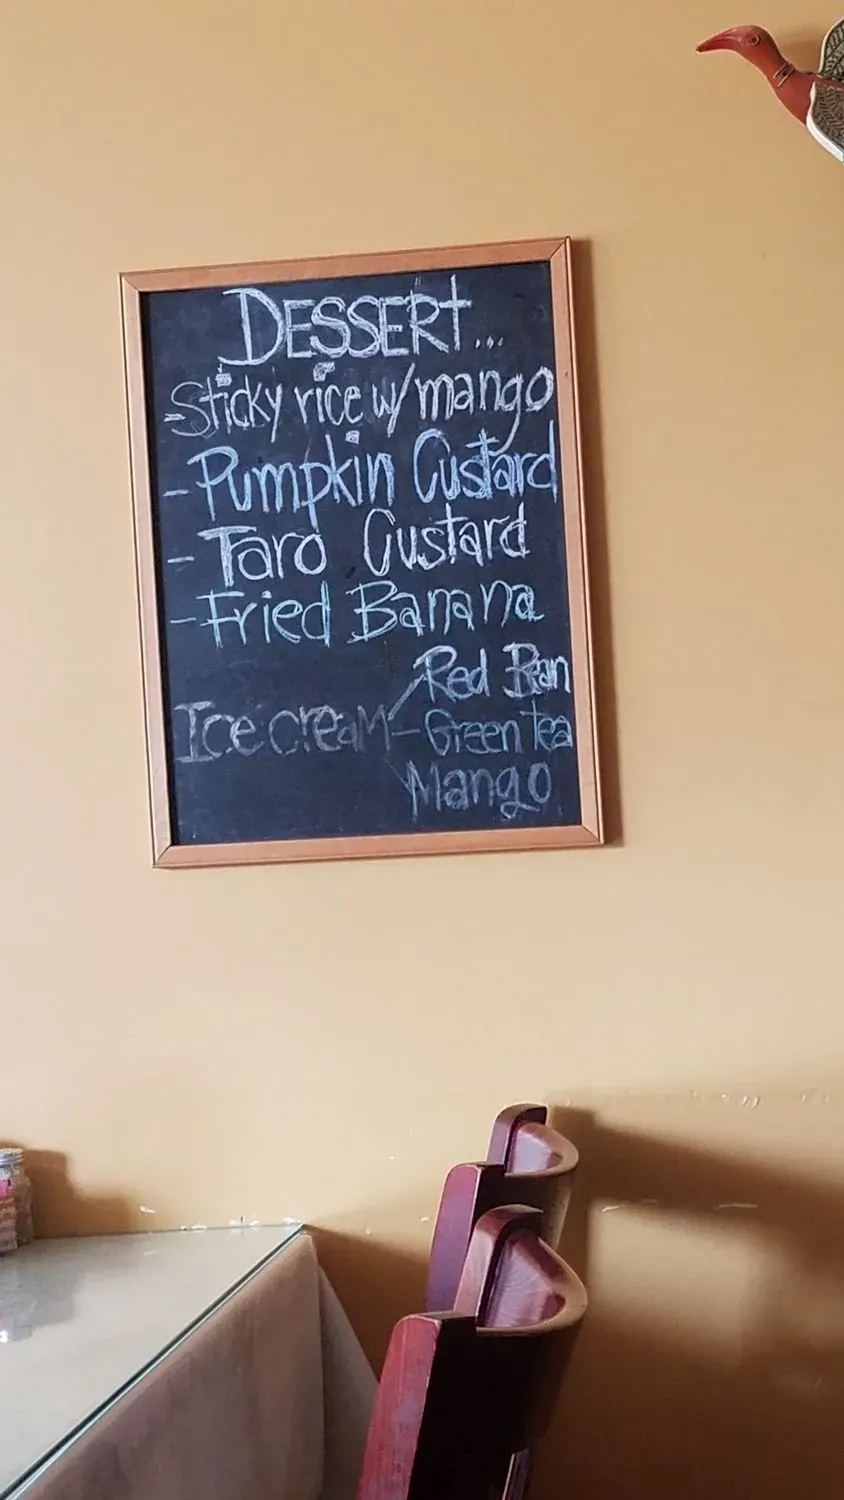 DESSERT...
- Sticky rice w/ mango
- Pumpkin Custard
- Taro Custard
- Fried Banana
Red Bean
Ice cream - Green tea
Mango